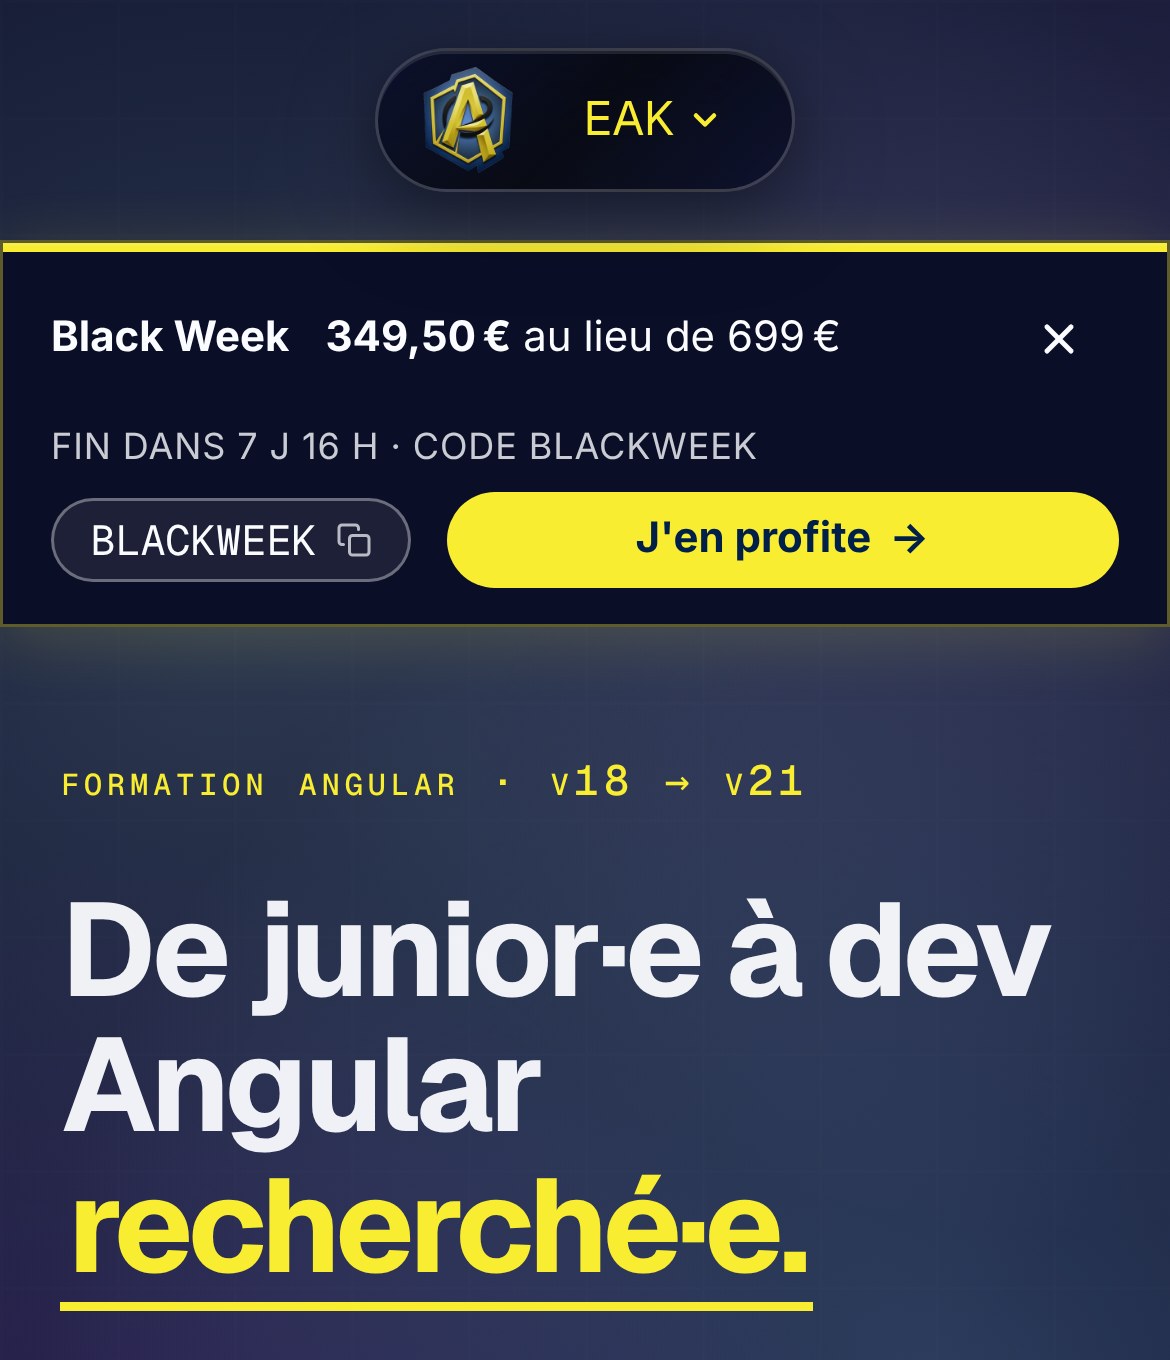 EAK
Black Week 349,50 € au lieu de 699 €
FIN DANS 7 J 16 H · CODE BLACKWEEK
BLACKWEEK
J'en profite →
FORMATION ANGULAR · V18 → V21
De junior·e à dev
Angular
recherché·e.